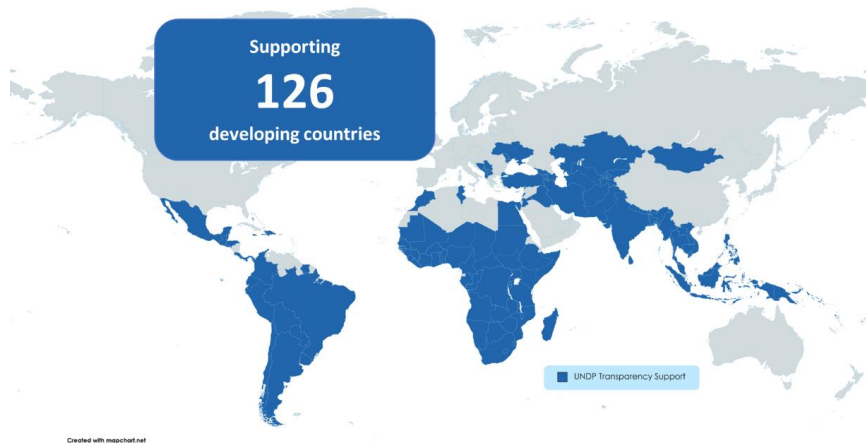 Supporting
126
developing countries
UNDP Transparency Support
Created with mapchart.net